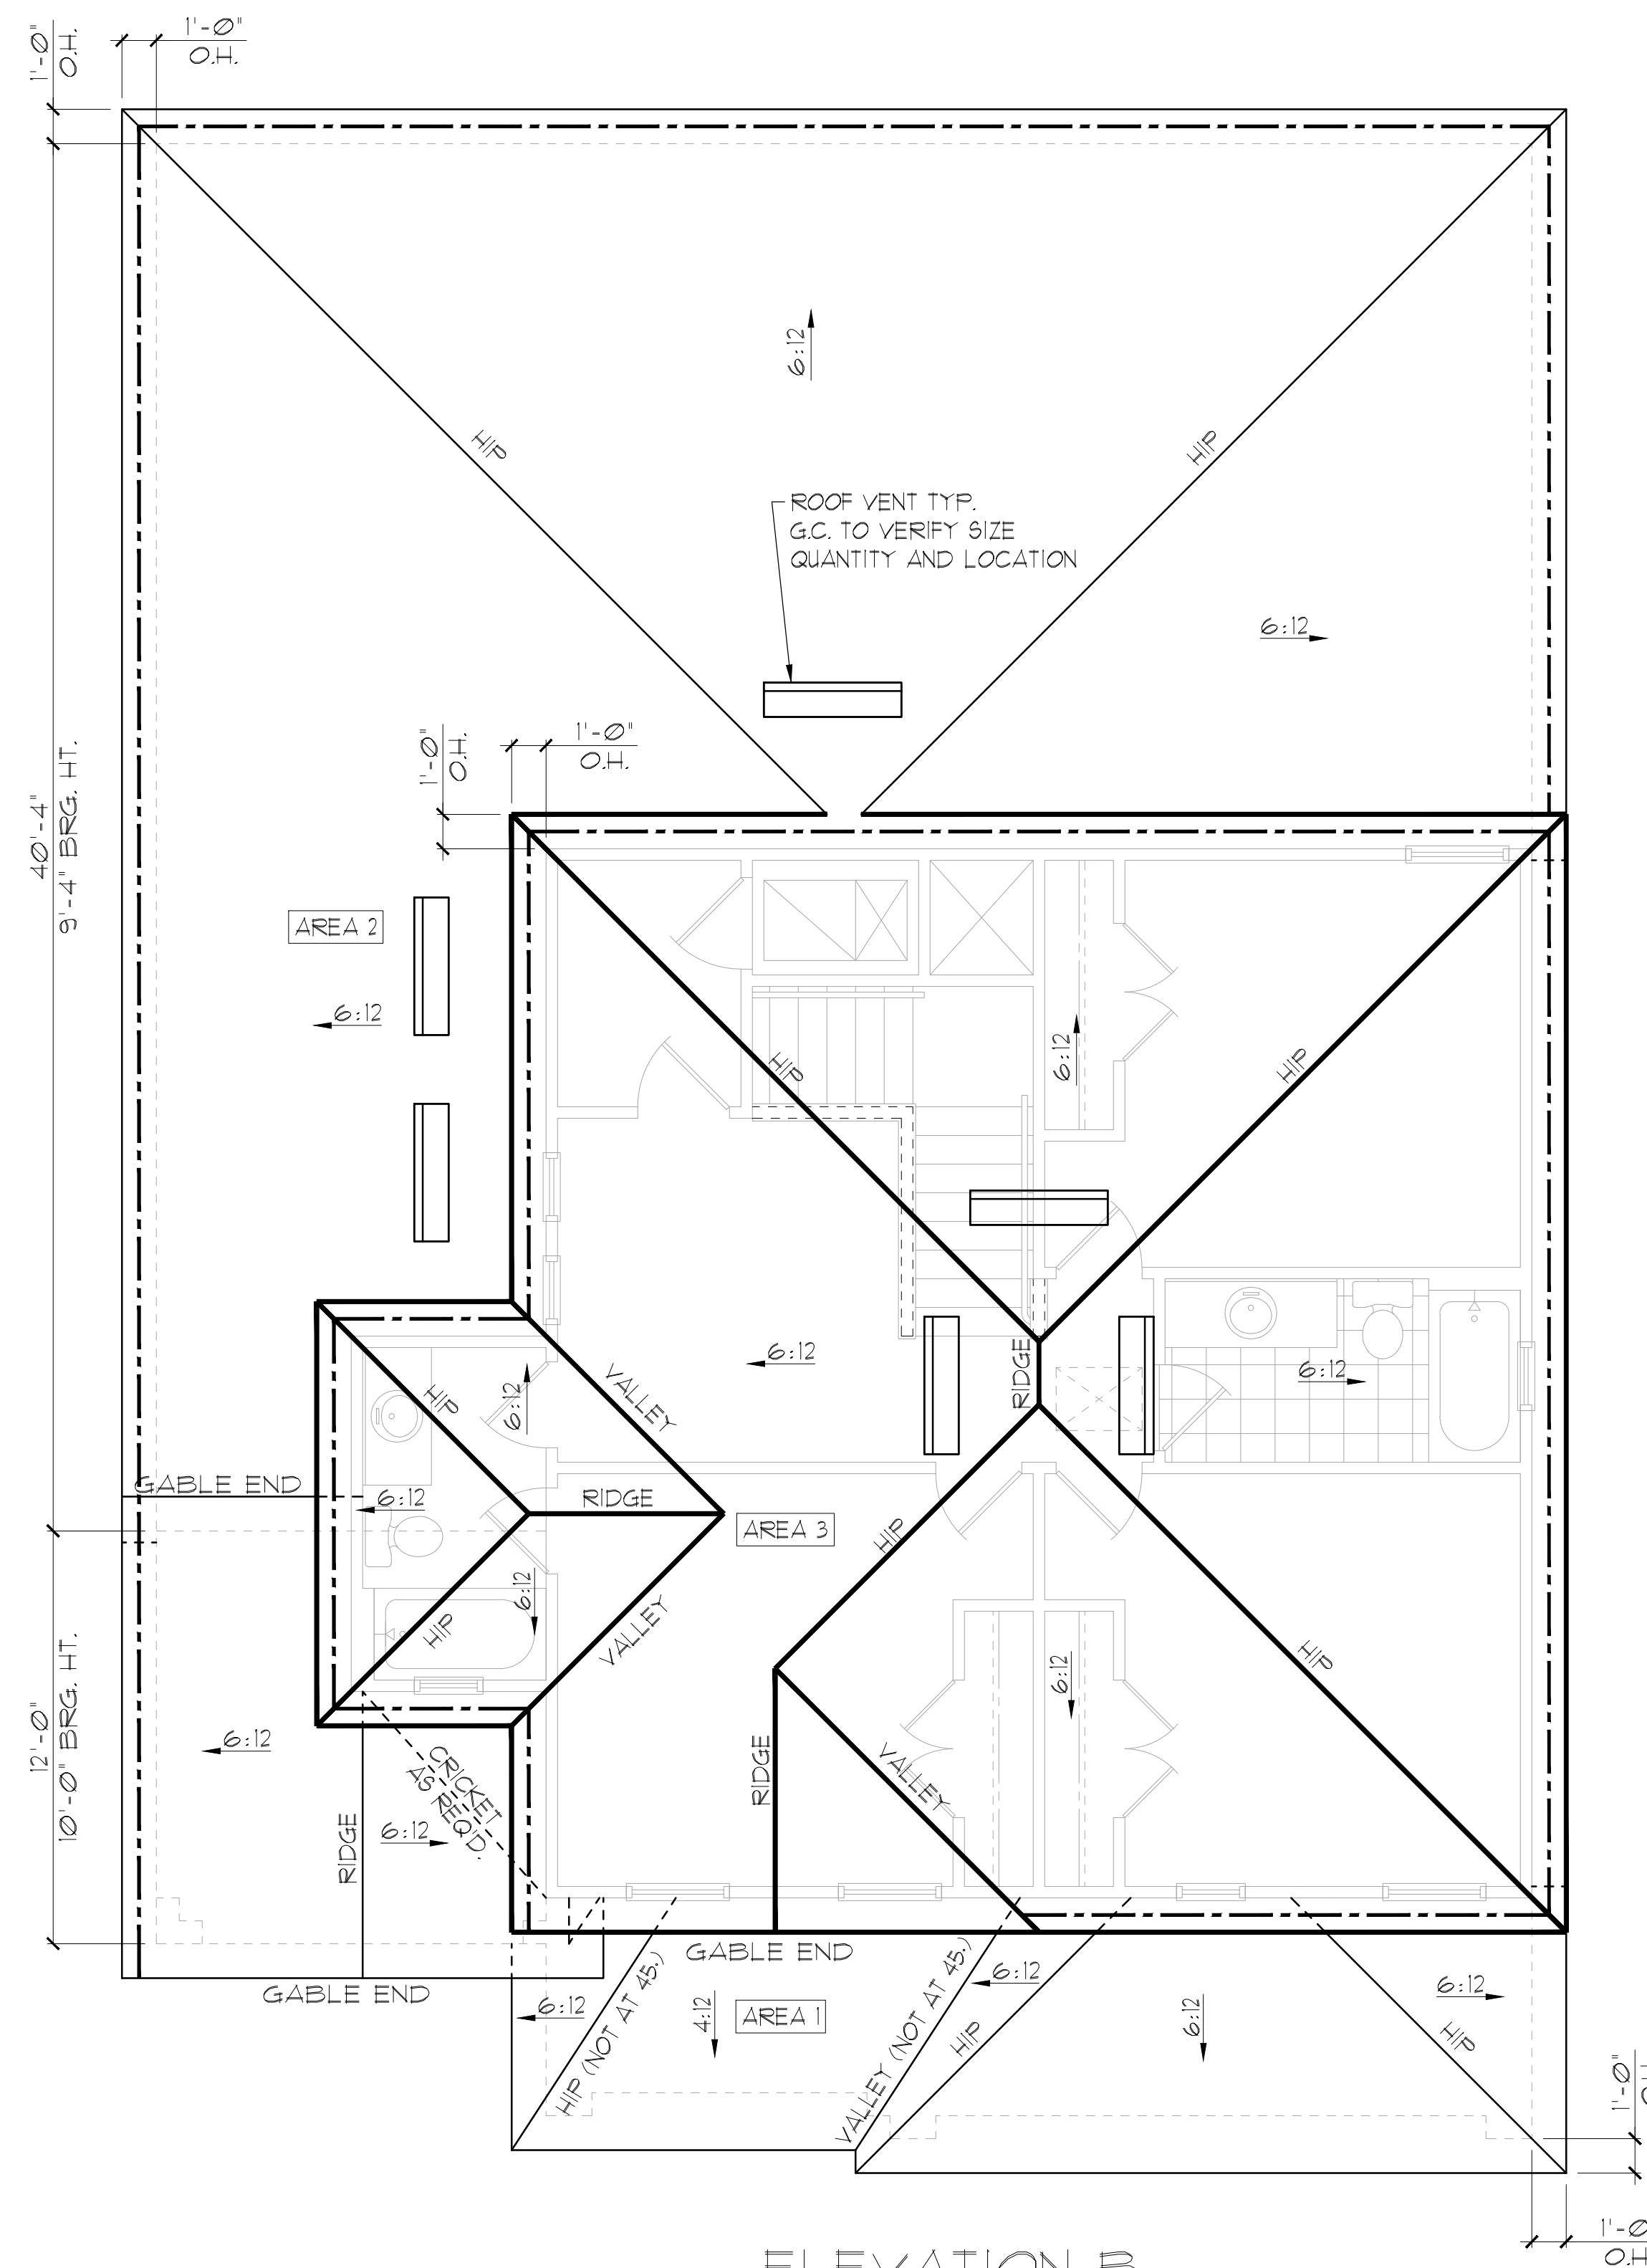 1'-0"
O.H.
1'-0"
O.H.
HIP
HIP
6:12
ROOF VENT TYP.
G.C. TO VERIFY SIZE
QUANTITY AND LOCATION
6:12
1'-0"
O.H.
1'-0"
O.H.
40'-4"
9'-4" BRG. HT.
AREA 2
6:12
HIP
6:12
HIP
6:12
RIDGE
6:12
VALLEY
HIP
6:12
GABLE END
6:12
RIDGE
AREA 3
HIP
6:12
HIP
VALLEY
HIP
6:12
12'-0"
10'-0" BRG. HT.
6:12
CRICKET
AS REQ'D.
6:12
RIDGE
RIDGE
VALLEY
GABLE END
GABLE END
6:12
HIP (NOT AT 45.)
4:12
AREA 1
VALLEY (NOT AT 45.)
6:12
HIP
6:12
6:12
HIP
1'-0"
1'-0
O.H
ELEVATION B